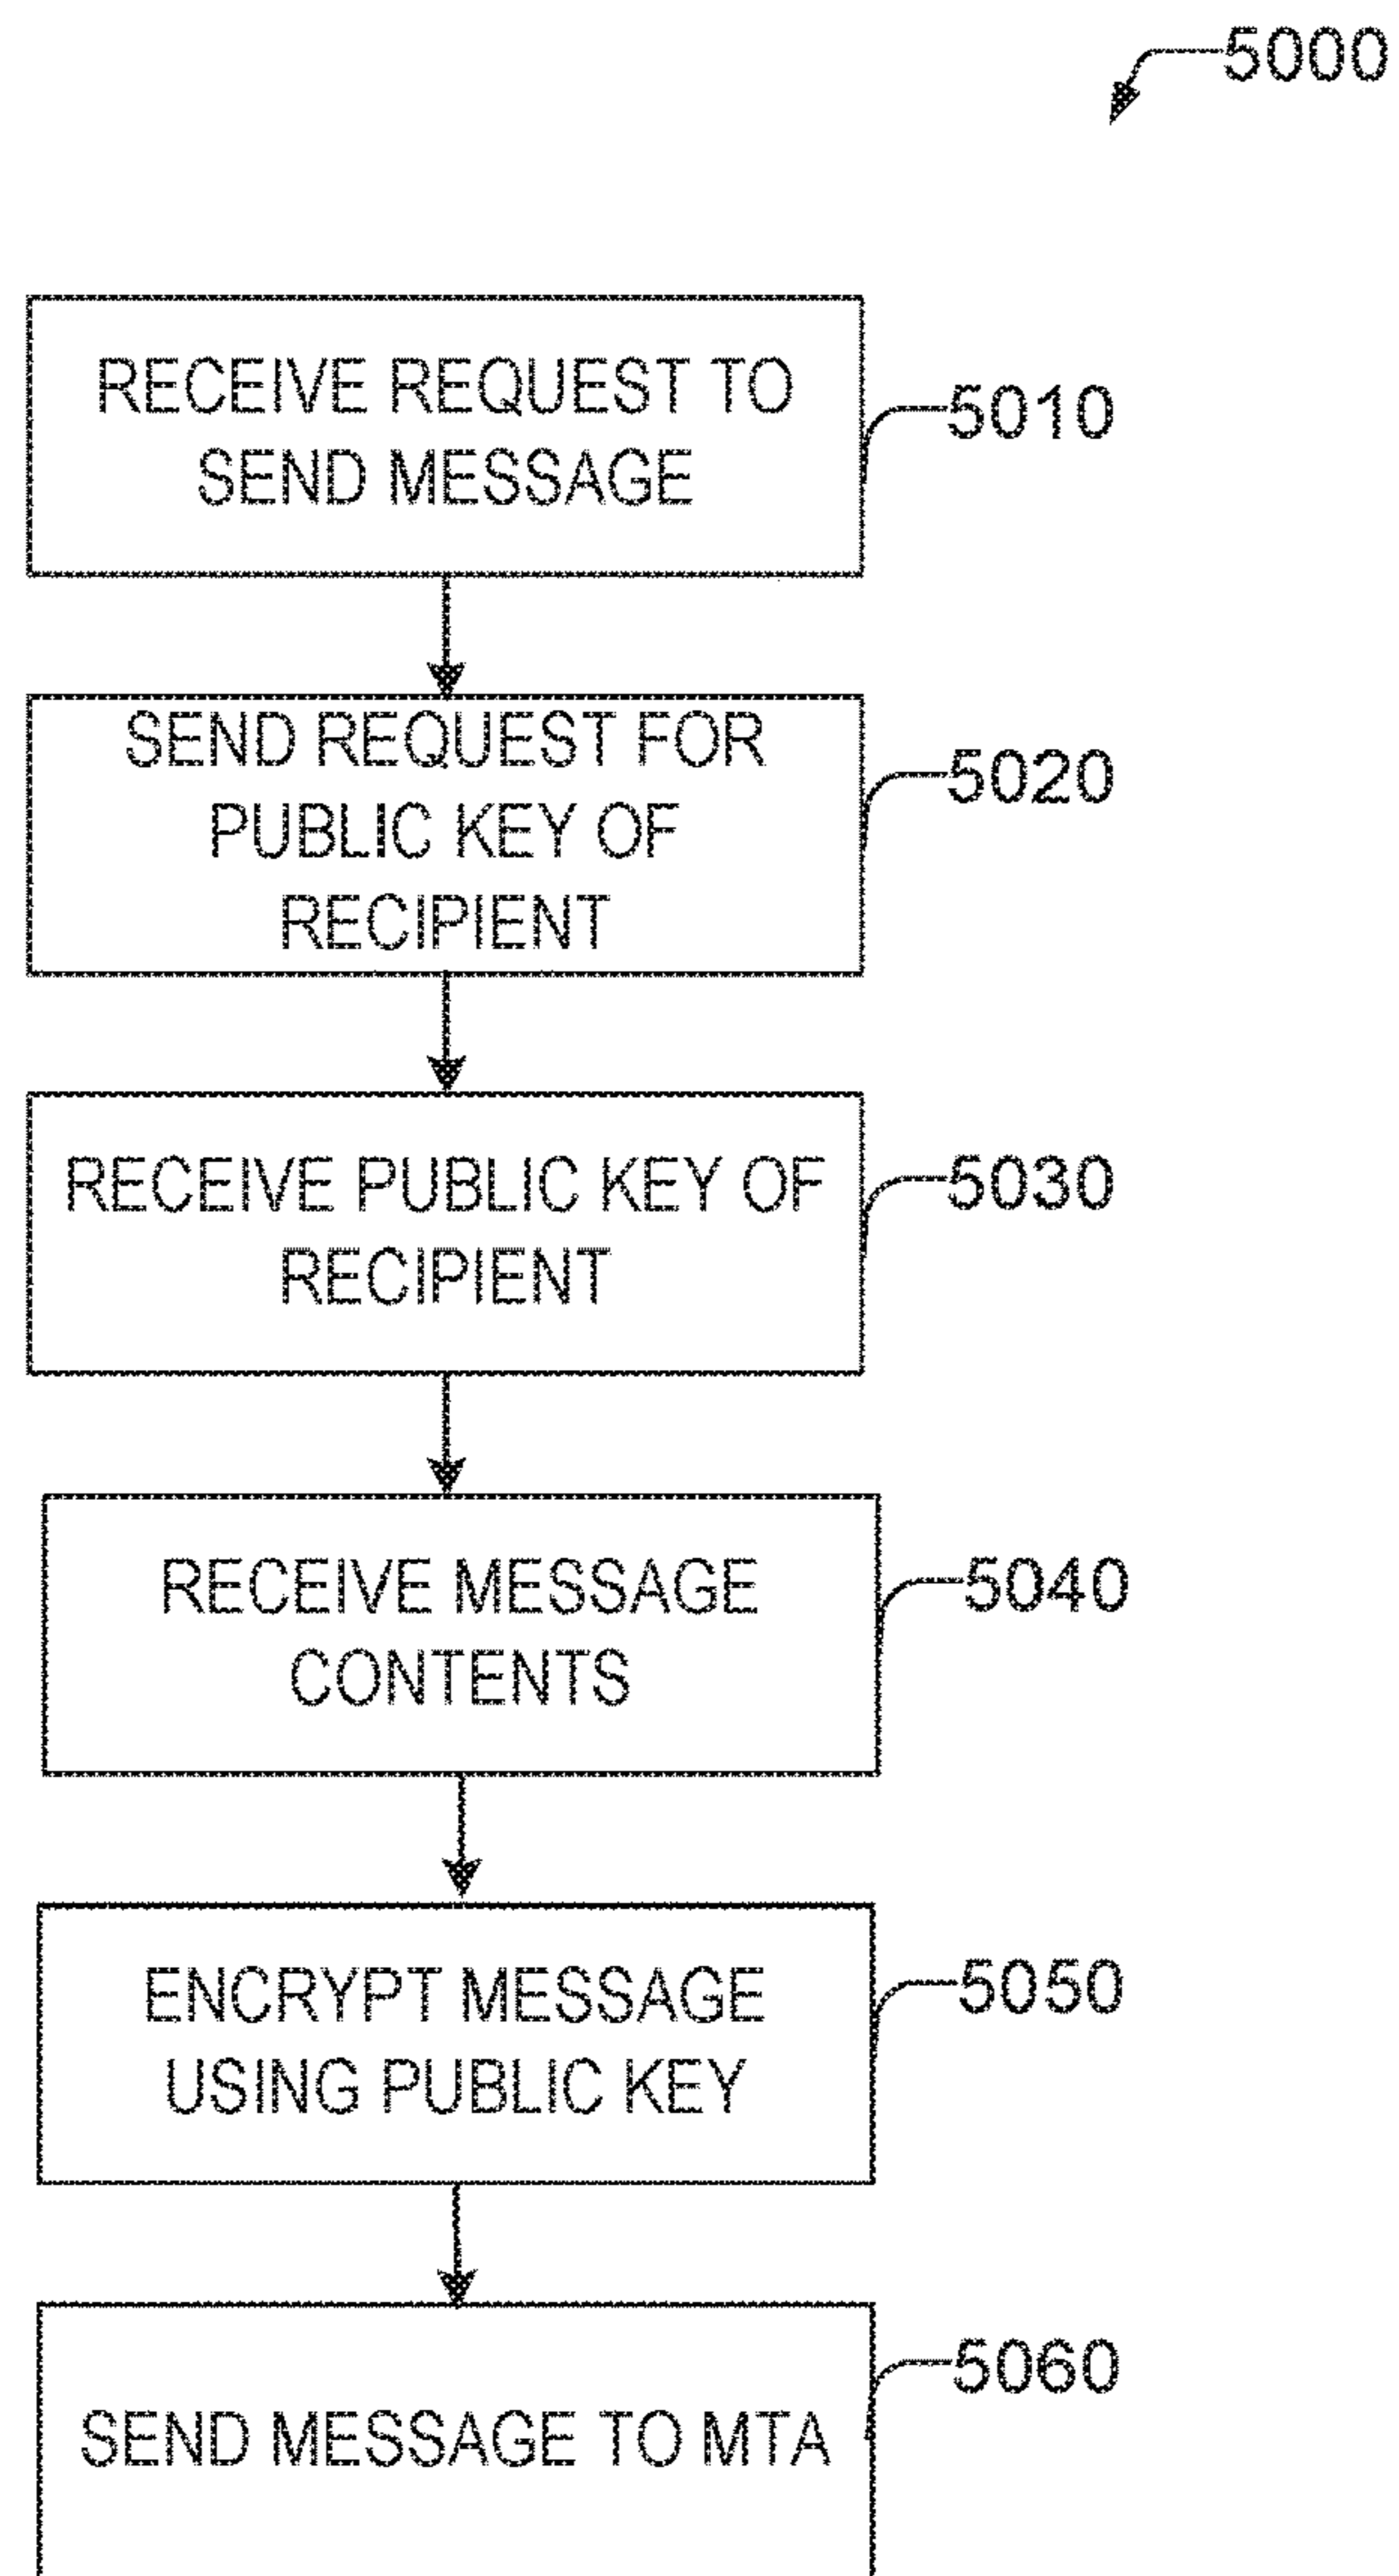 5000
RECEIVE REQUEST TO
SEND MESSAGE
5010
SEND REQUEST FOR
PUBLIC KEY OF
RECIPIENT
5020
RECEIVE PUBLIC KEY OF
RECIPIENT
5030
RECEIVE MESSAGE
CONTENTS
5040
ENCRYPT MESSAGE
USING PUBLIC KEY
5050
SEND MESSAGE TO MTA
5060